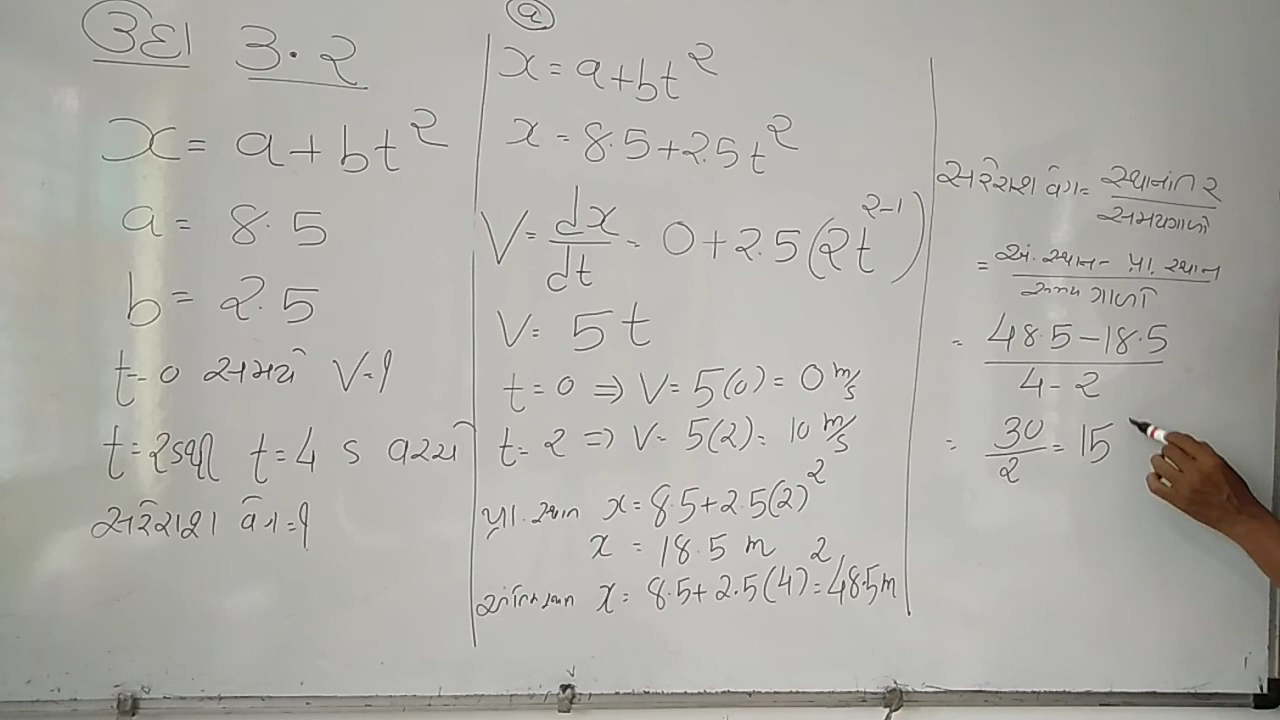 ઉદા 3.2
x = a + bt²
a = 8.5
b = 2.5
t=0 સમયે V=?
t=2 s થી t=4 s વચ્ચે
સરેરાશ વેગ=?
(a)
x = a + bt²
x = 8.5 + 2.5t²
V = dx/dt = 0 + 2.5(2t²⁻¹)
V = 5t
t = 0 ⇒ V = 5(0) = 0 m/s
t = 2 ⇒ V = 5(2) = 10 m/s
પ્રા. સ્થાન x = 8.5 + 2.5(2)²
x = 18.5 m
x = 8.5 + 2.5(4)² = 48.5m
સરેરાશ વેગ = સ્થાનાંતર / સમયગાળો
= અં. સ્થાન - પ્રા. સ્થાન / સમય ગાળો
= 48.5 - 18.5 / 4 - 2
= 30/2 = 15